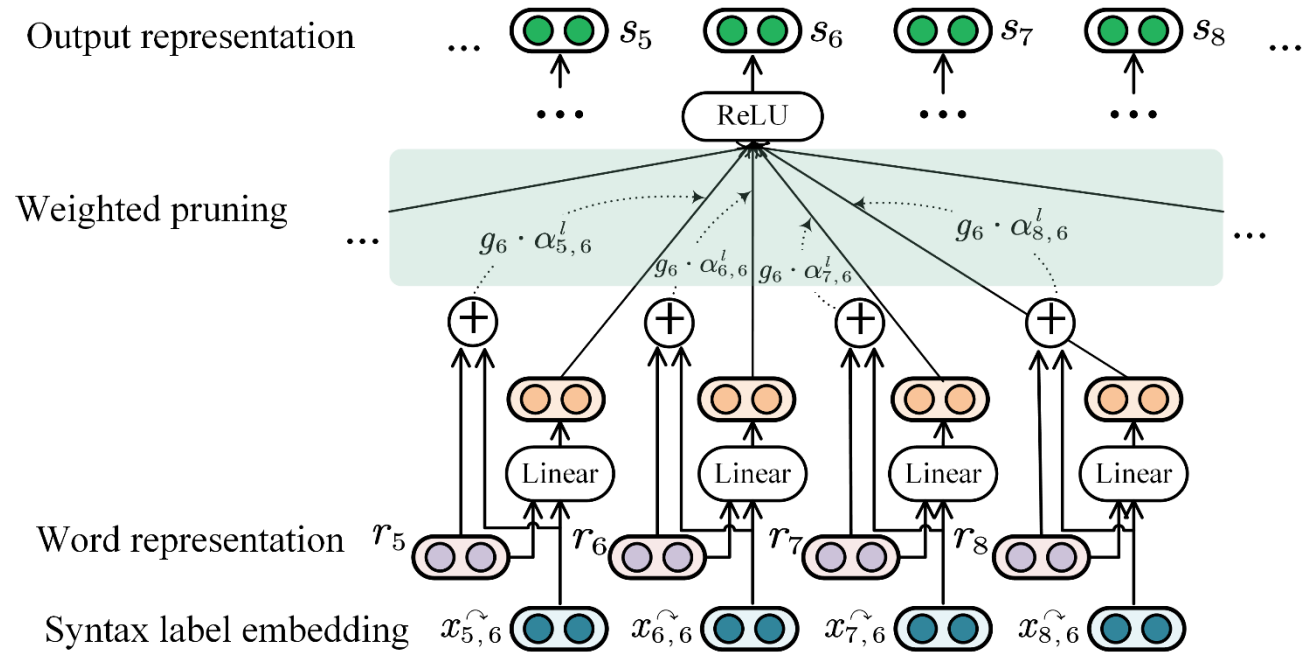 Output representation ... s₅ s₆ s₇ s₈ ...
... ReLU ... ...
Weighted pruning ... g₆ · αˡ₅,₆ g₆ · αˡ₆,₆ g₆ · αˡ₇,₆ g₆ · αˡ₈,₆ ...
+ + + +
Linear Linear Linear Linear
Word representation r₅ r₆ r₇ r₈
Syntax label embedding x₅,₆↷ x₆,₆↷ x₇,₆↷ x₈,₆↷